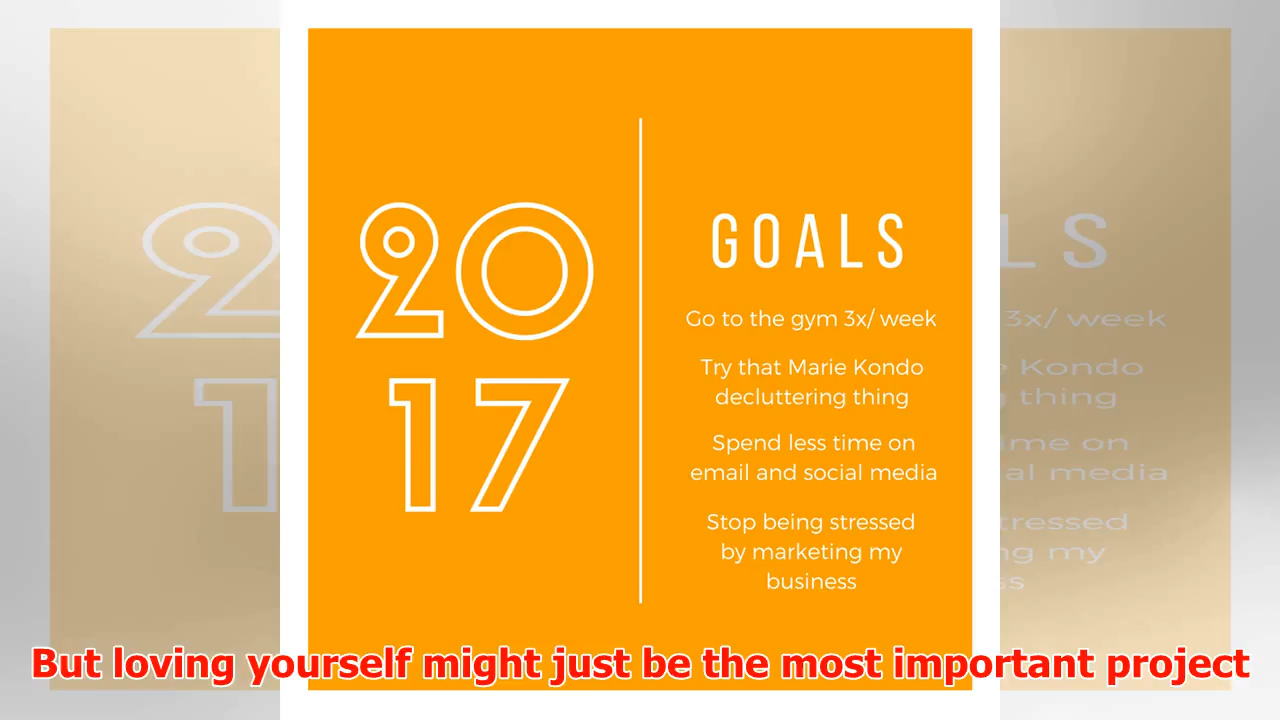 20
17
GOALS
Go to the gym 3x/ week
Try that Marie Kondo
decluttering thing
Spend less time on
email and social media
Stop being stressed
by marketing my
business
But loving yourself might just be the most important project